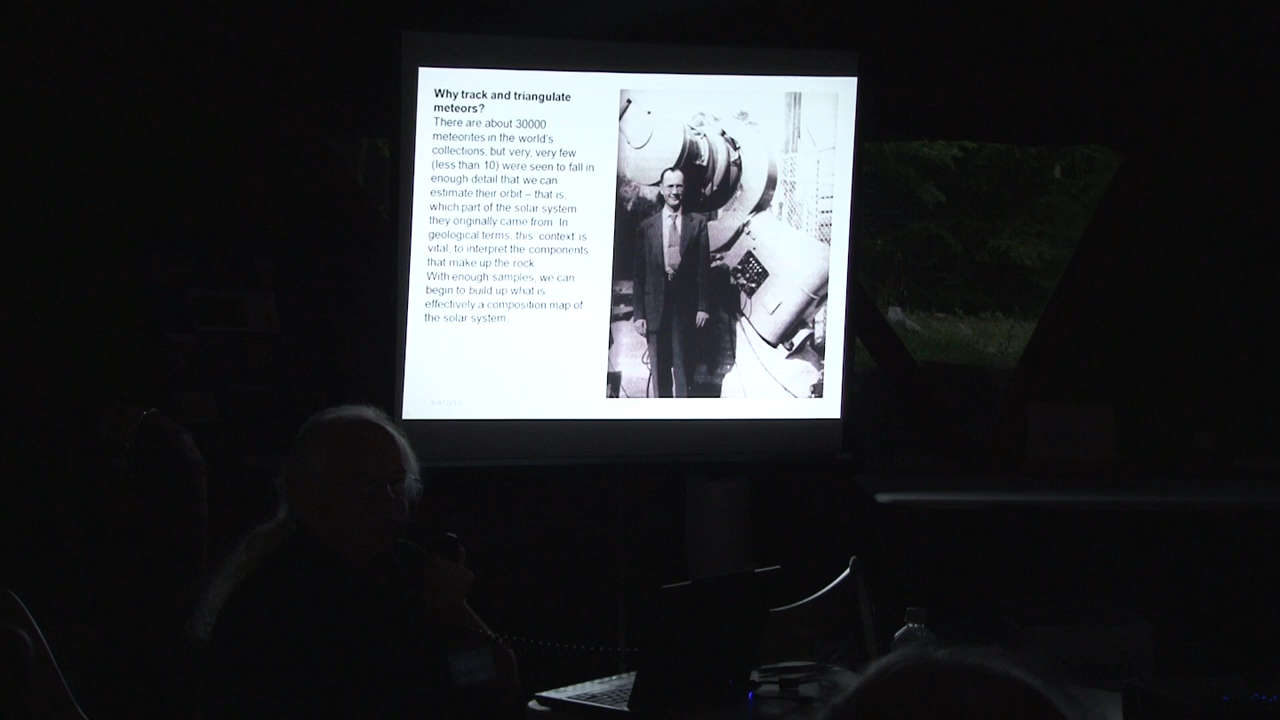 Why track and triangulate
meteors?
There are about 30000
meteorites in the world's
collections, but very, very few
(less than 10) were seen to fall in
enough detail that we can
estimate their orbit – that is,
which part of the solar system
they originally came from. In
geological terms, this 'context' is
vital, to interpret the components
that make up the rock.
With enough samples, we can
begin to build up what is
effectively a composition map of
the solar system